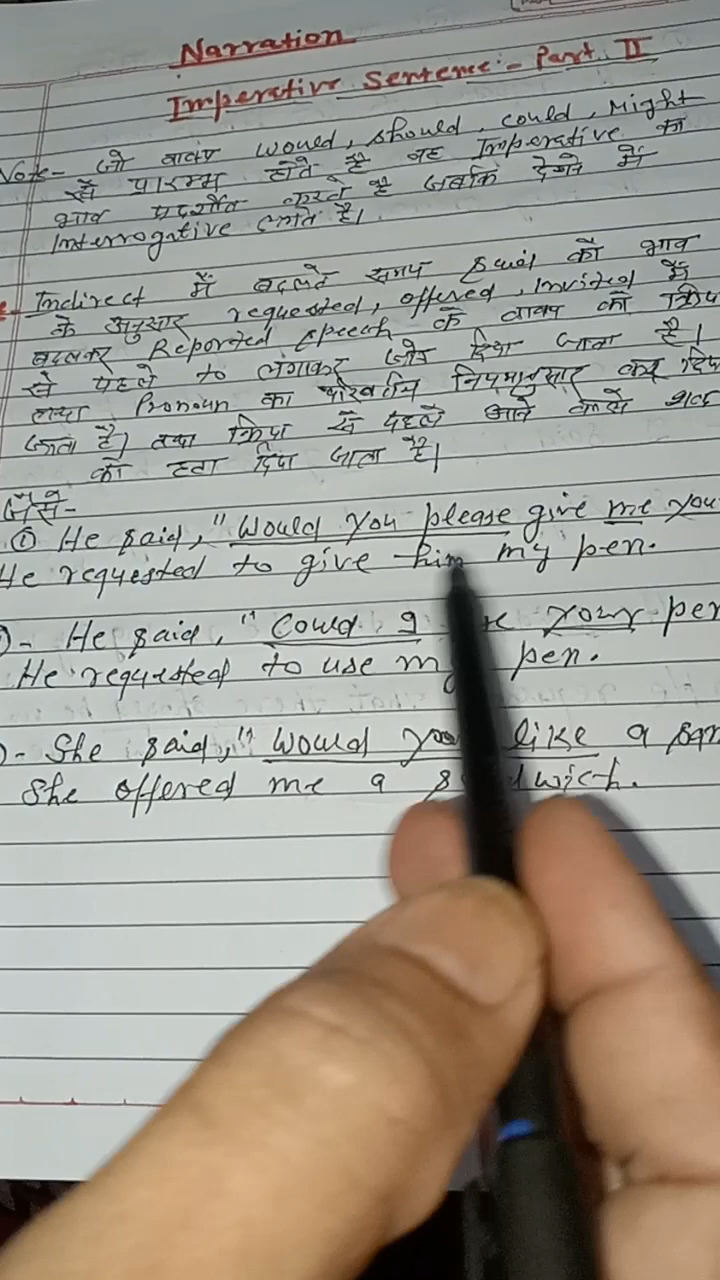 Narration
Imperative Sentence:- Part II
Note- जो वाक्य would, should, could, Might
से प्रारम्भ होते है वह Imperative का
भाव प्रदर्शित करते है जबकि देखने में
Interrogative लगते है।
Indirect में बदलते समय said को भाव
के अनुसार requested, offered, invited में
बदलकर Reported speech के वाक्य की क्रिया
से पहले to लगाकर जोड़ दिया जाता है।
तथा Pronoun का परिवर्तन नियमानुसार कर दिया
जाता है। तथा क्रिया से पहले आने वाले शब्द
को हटा दिया जाता है।
जैसे-
① He said, "Would you please give me you
He requested to give him my pen.
- He said, "Could I your pen
He requested to use my pen.
- She said, "Would you like a san
She offered me a sandwich.